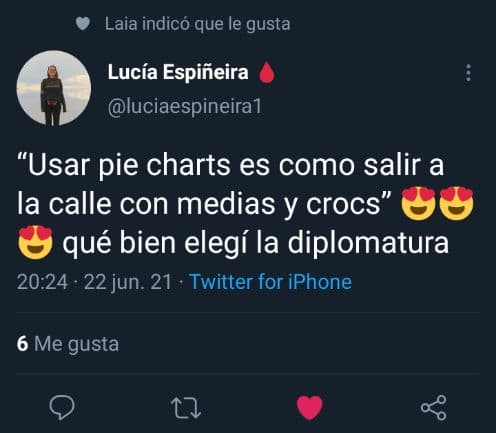 Laia indicó que le gusta
Lucía Espiñeira 🩸
@luciaespineira1
“Usar pie charts es como salir a
la calle con medias y crocs” 😍😍
😍 qué bien elegí la diplomatura
20:24 · 22 jun. 21 · Twitter for iPhone
6 Me gusta